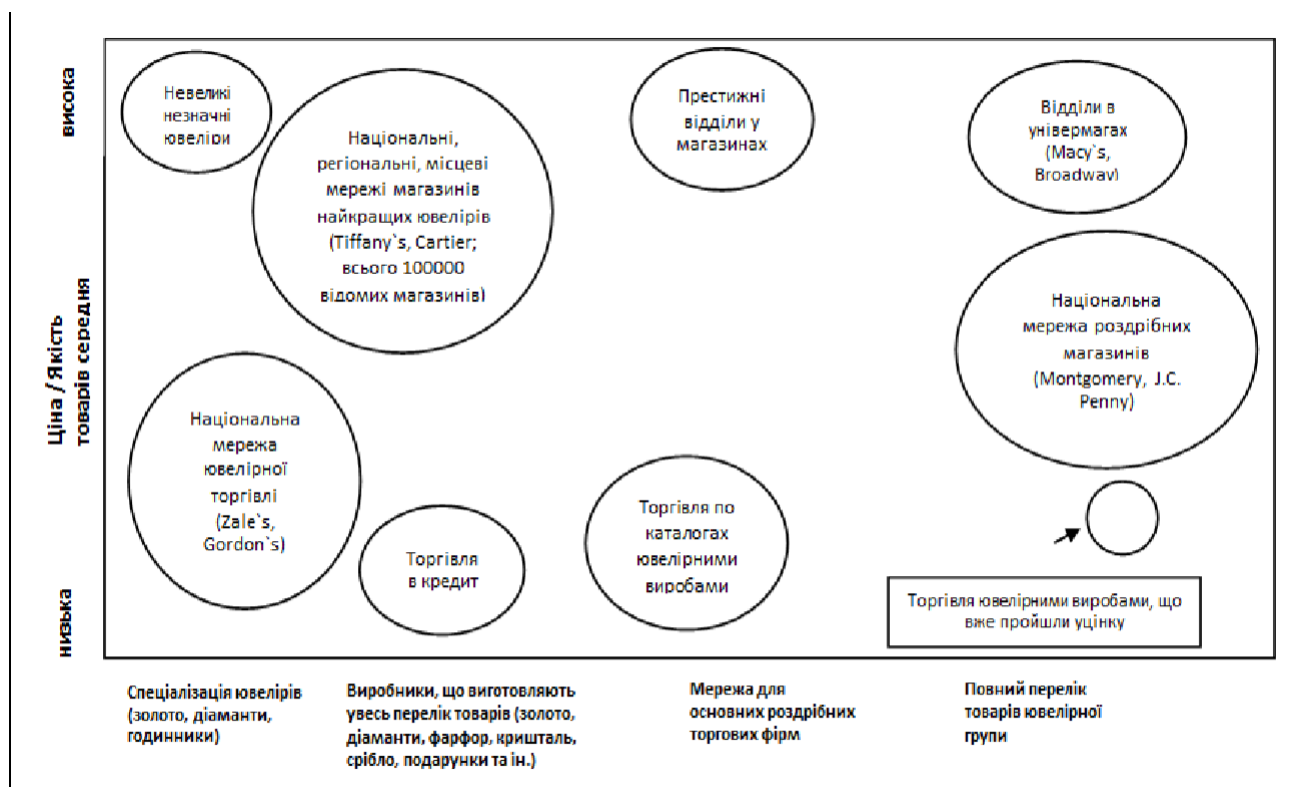 висока
Ціна / Якість
товарів середня
низька
Невеликі
незначні
ювеліри
Національні,
регіональні, місцеві
мережі магазинів
найкращих ювелірів
(Tiffany`s, Cartier;
всього 100000
відомих магазинів)
Престижні
відділи у
магазинах
Відділи в
універмагах
(Macy`s,
Broadway)
Національна
мережа роздрібних
магазинів
(Montgomery, J.C.
Penny)
Національна
мережа
ювелірної
торгівлі
(Zale`s,
Gordon`s)
Торгівля
в кредит
Торгівля по
каталогах
ювелірними
виробами
Торгівля ювелірними виробами, що
вже пройшли уцінку
Спеціалізація ювелірів
(золото, діаманти,
годинники)
Виробники, що виготовляють
увесь перелік товарів (золото,
діаманти, фарфор, кришталь,
срібло, подарунки та ін.)
Мережа для
основних роздрібних
торгових фірм
Повний перелік
товарів ювелірної
групи